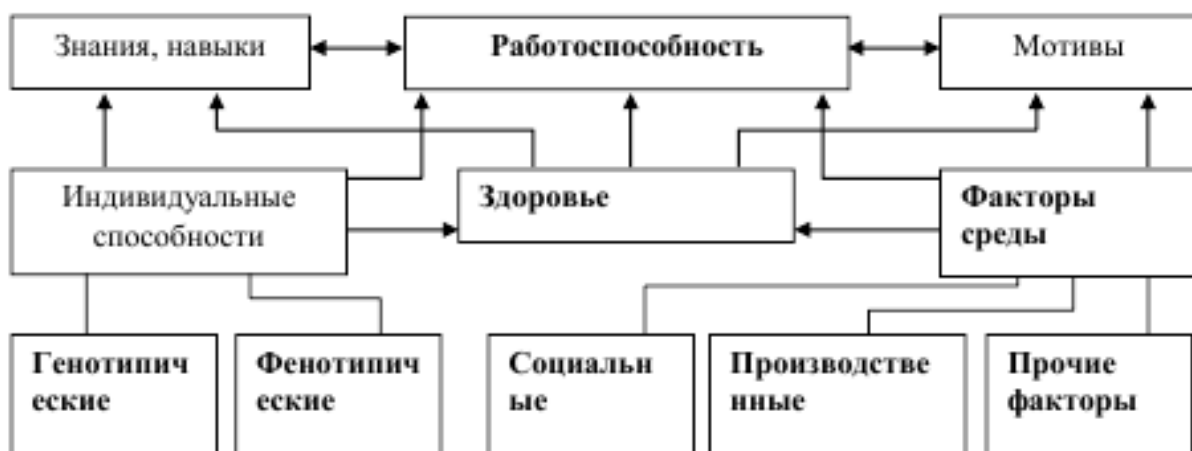 Знания, навыки
Работоспособность
Мотивы
Индивидуальные
способности
Здоровье
Факторы
среды
Генотипич
еские
Фенотипич
еские
Социальн
ые
Производстве
нные
Прочие
факторы